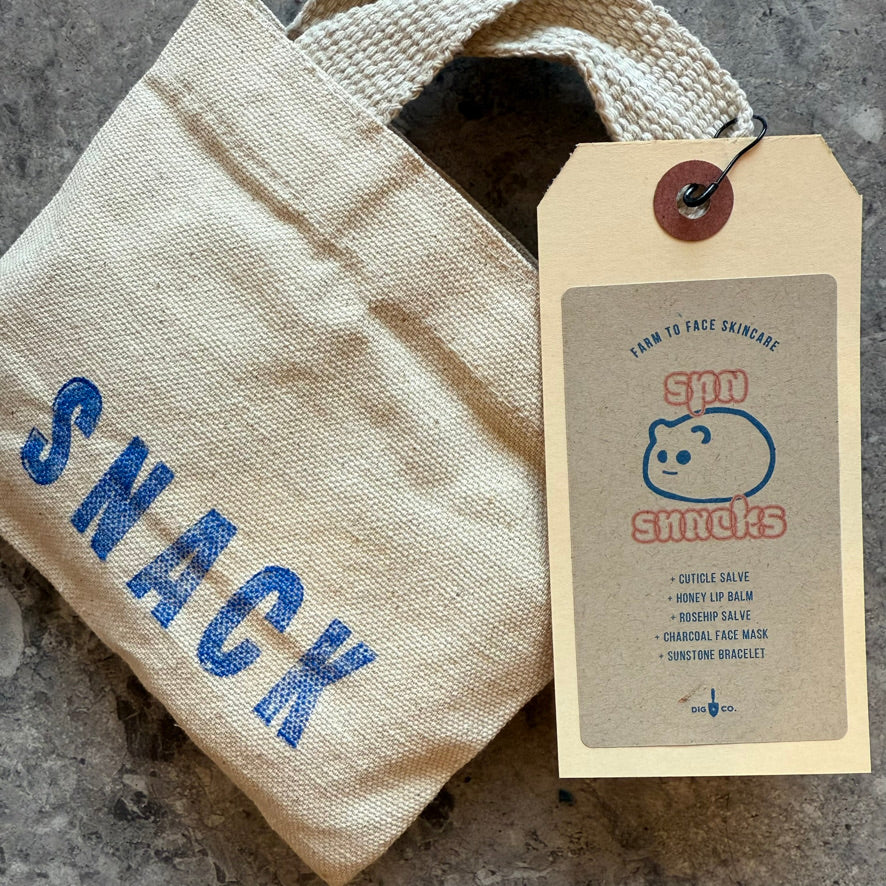 SNACK
FARM TO FACE SKINCARE
spa
snacks
+ CUTICLE SALVE
+ HONEY LIP BALM
+ ROSEHIP SALVE
+ CHARCOAL FACE MASK
+ SUNSTONE BRACELET
DIG CO.